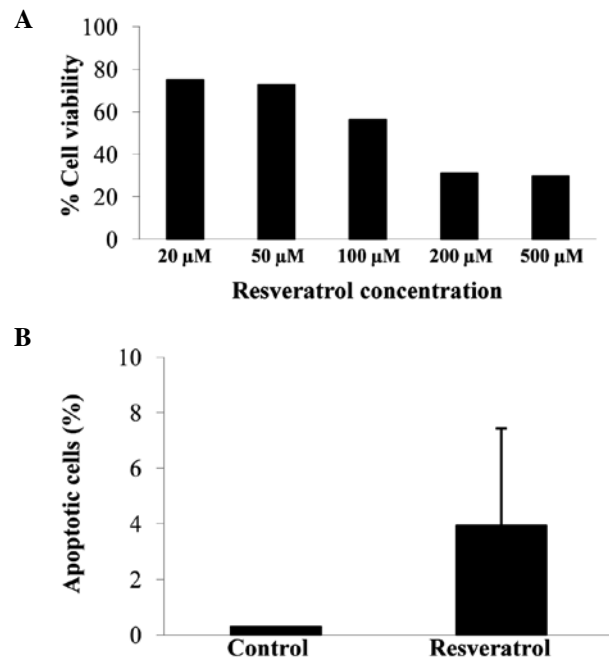 A
100
80
60
40
20
0
% Cell viability
20 µM 50 µM 100 µM 200 µM 500 µM
Resveratrol concentration
B
10
8
6
4
2
0
Apoptotic cells (%)
Control Resveratrol